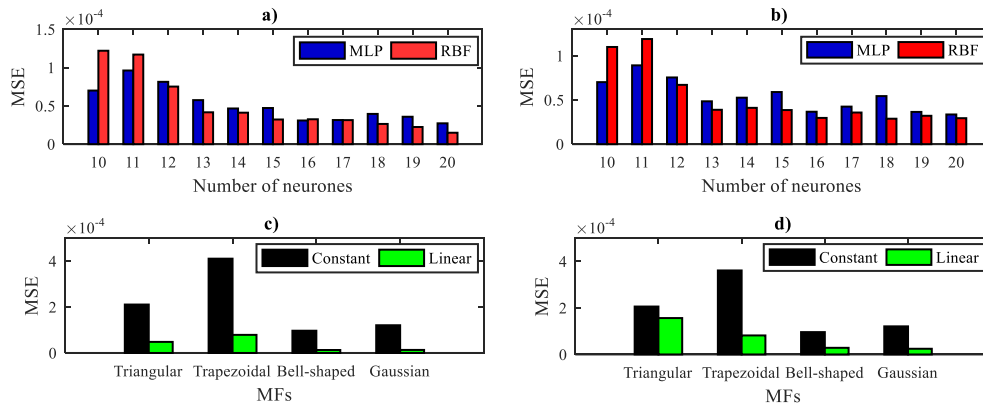 a)
×10⁻⁴
1.5
1
0.5
0
MSE
MLP RBF
10 11 12 13 14 15 16 17 18 19 20
Number of neurones
b)
×10⁻⁴
1
0.5
0
MSE
MLP RBF
10 11 12 13 14 15 16 17 18 19 20
Number of neurones
c)
×10⁻⁴
4
2
0
MSE
Constant Linear
Triangular Trapezoidal Bell-shaped Gaussian
MFs
d)
×10⁻⁴
4
2
0
MSE
Constant Linear
Triangular Trapezoidal Bell-shaped Gaussian
MFs